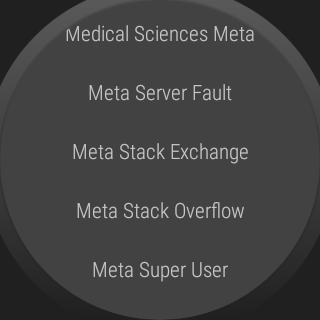 Medical Sciences Meta
Meta Server Fault
Meta Stack Exchange
Meta Stack Overflow
Meta Super User